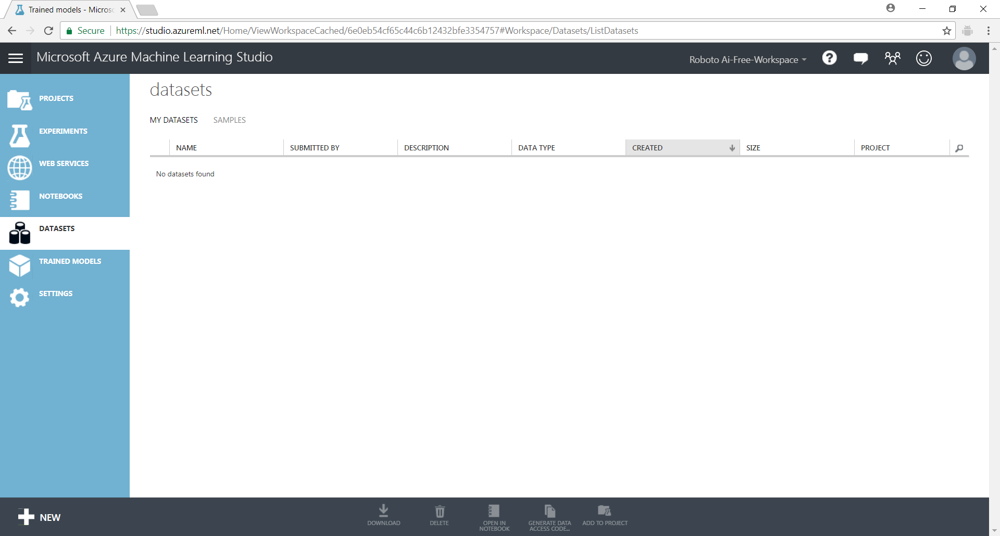 Trained models - Micros
Secure https://studio.azureml.net/Home/ViewWorkspaceCached/6e0eb54cf65c44c6b12432bfe3354757#Workspace/Datasets/ListDatasets
Microsoft Azure Machine Learning Studio
Roboto Ai-Free-Workspace
PROJECTS
EXPERIMENTS
WEB SERVICES
NOTEBOOKS
DATASETS
TRAINED MODELS
SETTINGS
datasets
MY DATASETS SAMPLES
NAME SUBMITTED BY DESCRIPTION DATA TYPE CREATED SIZE PROJECT
No datasets found
NEW
DOWNLOAD
DELETE
OPEN IN
NOTEBOOK
GENERATE DATA
ACCESS CODE...
ADD TO PROJECT